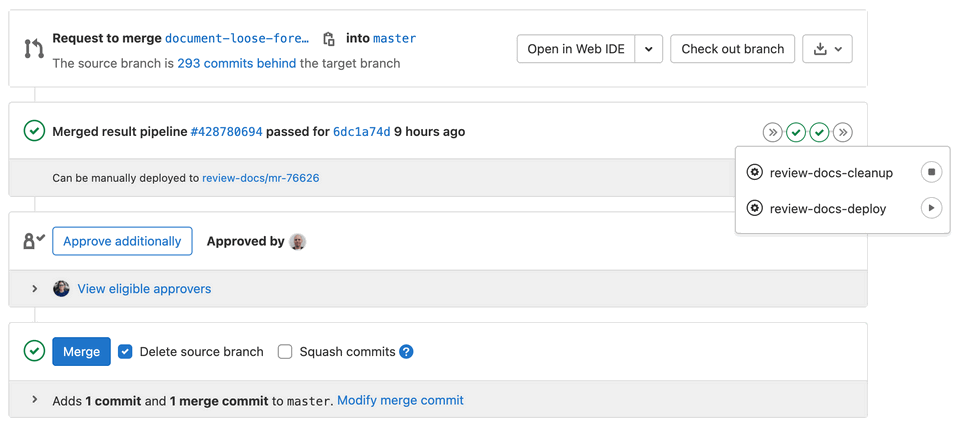 Request to merge document-loose-fore… into master
Open in Web IDE
Check out branch
The source branch is 293 commits behind the target branch
Merged result pipeline #428780694 passed for 6dc1a74d 9 hours ago
Can be manually deployed to review-docs/mr-76626
review-docs-cleanup
review-docs-deploy
Approve additionally
Approved by
View eligible approvers
Merge
Delete source branch
Squash commits ?
Adds 1 commit and 1 merge commit to master. Modify merge commit